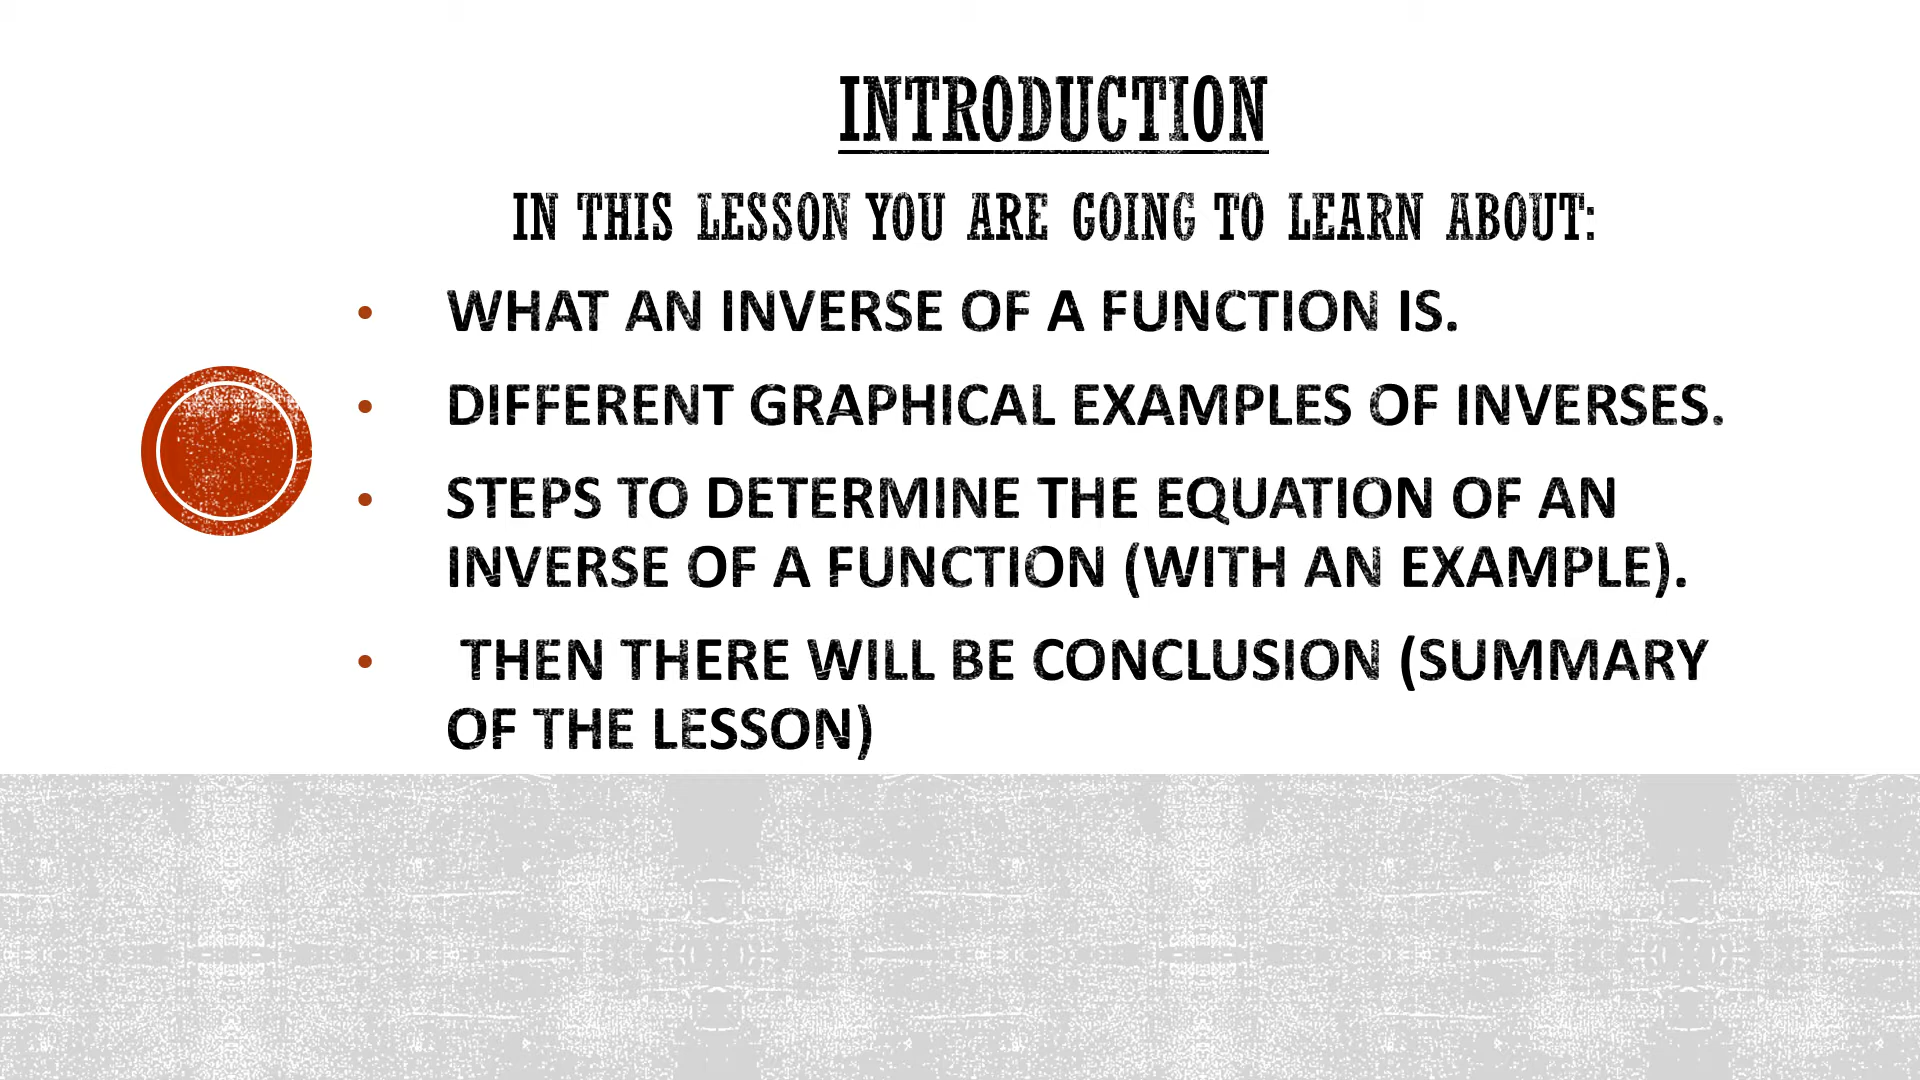 INTRODUCTION
IN THIS LESSON YOU ARE GOING TO LEARN ABOUT:
• WHAT AN INVERSE OF A FUNCTION IS.
• DIFFERENT GRAPHICAL EXAMPLES OF INVERSES.
• STEPS TO DETERMINE THE EQUATION OF AN
INVERSE OF A FUNCTION (WITH AN EXAMPLE).
• THEN THERE WILL BE CONCLUSION (SUMMARY
OF THE LESSON)